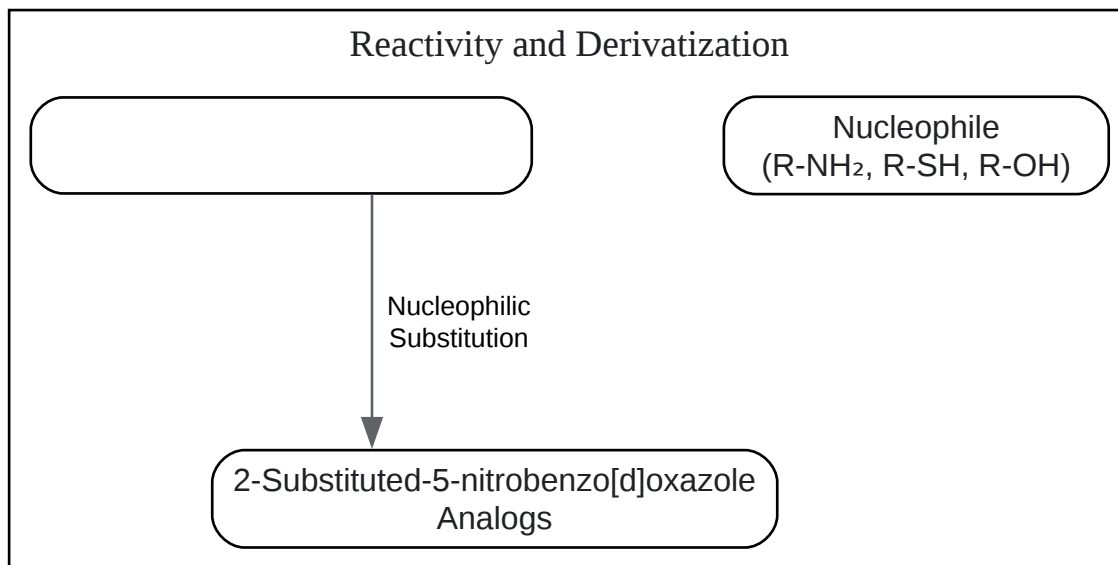 Reactivity and Derivatization
Nucleophile
(R-NH₂, R-SH, R-OH)
Nucleophilic
Substitution
2-Substituted-5-nitrobenzo[d]oxazole
Analogs